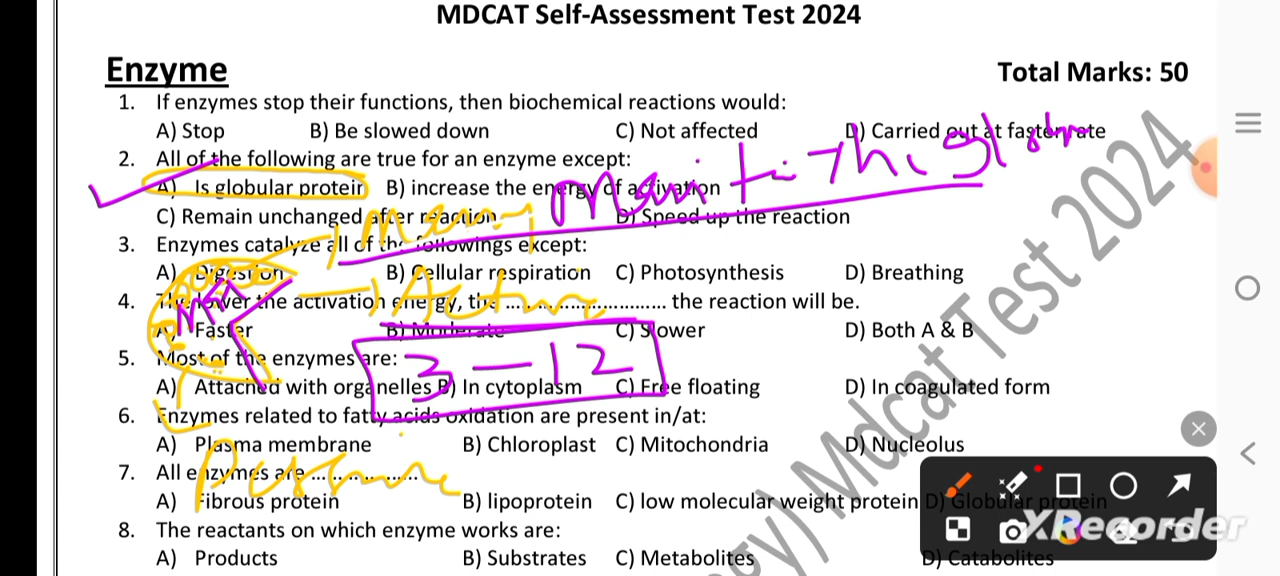 MDCAT Self-Assessment Test 2024
Enzyme Total Marks: 50
1. If enzymes stop their functions, then biochemical reactions would:
A) Stop B) Be slowed down C) Not affected D) Carried out at faster rate
2. All of the following are true for an enzyme except:
A) Is globular protein B) increase the energy of activation
C) Remain unchanged after reaction D) Speed up the reaction
3. Enzymes catalyze all of the followings except:
A) Digestion B) Cellular respiration C) Photosynthesis D) Breathing
4. The lower the activation energy, the ............................ the reaction will be.
A) Faster B) Moderate C) Slower D) Both A & B
3-12
5. Most of the enzymes are:
A) Attached with organelles B) In cytoplasm C) Free floating D) In coagulated form
6. Enzymes related to fatty acids oxidation are present in/at:
A) Plasma membrane B) Chloroplast C) Mitochondria D) Nucleolus
7. All enzymes are ...................
A) Fibrous protein B) lipoprotein C) low molecular weight protein D) Globular protein
8. The reactants on which enzyme works are:
A) Products B) Substrates C) Metabolites D) Catabolites
Mdcat Test 2024
XRecorder